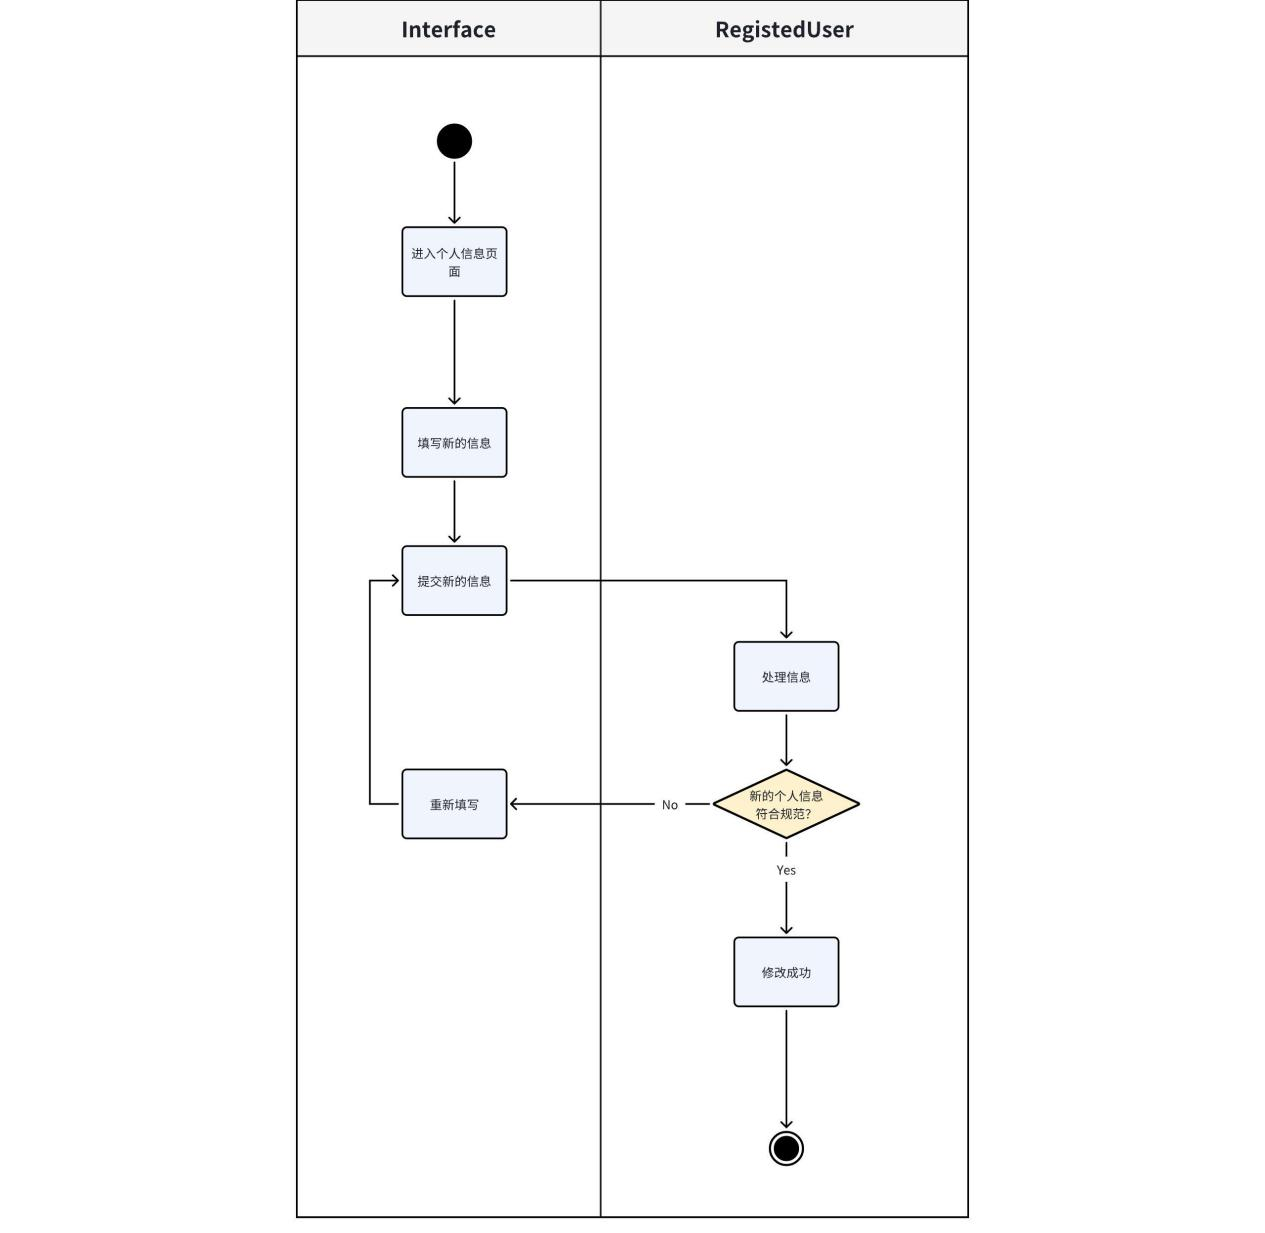 Interface
RegistedUser
进入个人信息页
面
填写新的信息
提交新的信息
处理信息
新的个人信息
符合规范？
No
重新填写
Yes
修改成功